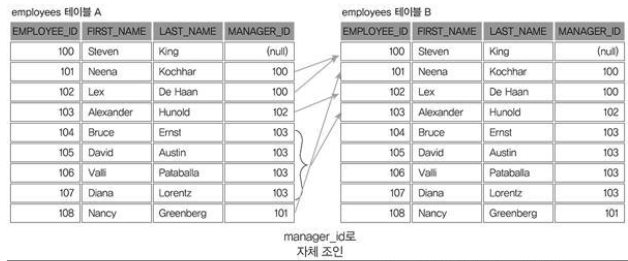 employees 테이블 A
EMPLOYEE_ID FIRST_NAME LAST_NAME MANAGER_ID
100 Steven King (null)
101 Neena Kochhar 100
102 Lex De Haan 100
103 Alexander Hunold 102
104 Bruce Ernst 103
105 David Austin 103
106 Valli Pataballa 103
107 Diana Lorentz 103
108 Nancy Greenberg 101
employees 테이블 B
EMPLOYEE_ID FIRST_NAME LAST_NAME MANAGER_ID
100 Steven King (null)
101 Neena Kochhar 100
102 Lex De Haan 100
103 Alexander Hunold 102
104 Bruce Ernst 103
105 David Austin 103
106 Valli Pataballa 103
107 Diana Lorentz 103
108 Nancy Greenberg 101
manager_id로
자체 조인